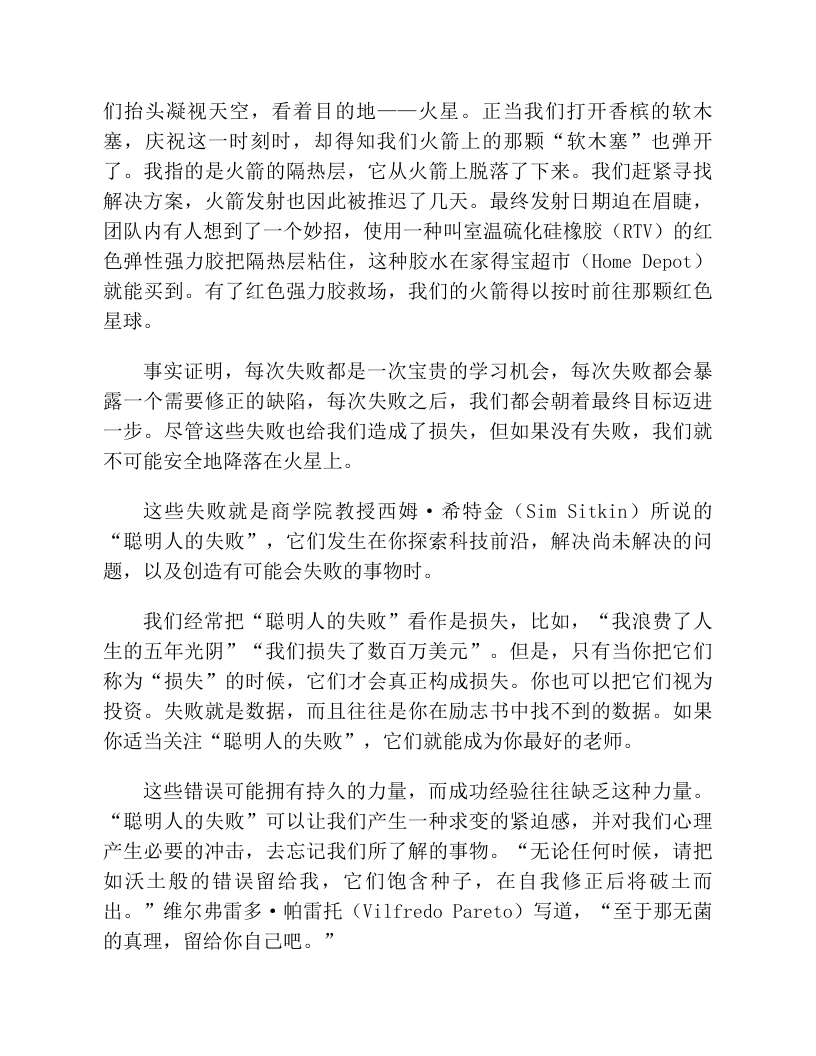 们抬头凝视天空，看着目的地——火星。正当我们打开香槟的软木
塞，庆祝这一时刻时，却得知我们火箭上的那颗“软木塞”也弹开
了。我指的是火箭的隔热层，它从火箭上脱落了下来。我们赶紧寻找
解决方案，火箭发射也因此被推迟了几天。最终发射日期迫在眉睫，
团队内有人想到了一个妙招，使用一种叫室温硫化硅橡胶（RTV）的红
色弹性强力胶把隔热层粘住，这种胶水在家得宝超市（Home Depot）
就能买到。有了红色强力胶救场，我们的火箭得以按时前往那颗红色
星球。
事实证明，每次失败都是一次宝贵的学习机会，每次失败都会暴
露一个需要修正的缺陷，每次失败之后，我们都会朝着最终目标迈进
一步。尽管这些失败也给我们造成了损失，但如果没有失败，我们就
不可能安全地降落在火星上。
这些失败就是商学院教授西姆·希特金（Sim Sitkin）所说的
“聪明人的失败”，它们发生在你探索科技前沿，解决尚未解决的问
题，以及创造有可能会失败的事物时。
我们经常把“聪明人的失败”看作是损失，比如，“我浪费了人
生的五年光阴”“我们损失了数百万美元”。但是，只有当你把它们
称为“损失”的时候，它们才会真正构成损失。你也可以把它们视为
投资。失败就是数据，而且往往是你在励志书中找不到的数据。如果
你适当关注“聪明人的失败”，它们就能成为你最好的老师。
这些错误可能拥有持久的力量，而成功经验往往缺乏这种力量。
“聪明人的失败”可以让我们产生一种求变的紧迫感，并对我们心理
产生必要的冲击，去忘记我们所了解的事物。“无论任何时候，请把
如沃土般的错误留给我，它们饱含种子，在自我修正后将破土而
出。”维尔弗雷多·帕雷托（Vilfredo Pareto）写道，“至于那无菌
的真理，留给你自己吧。”